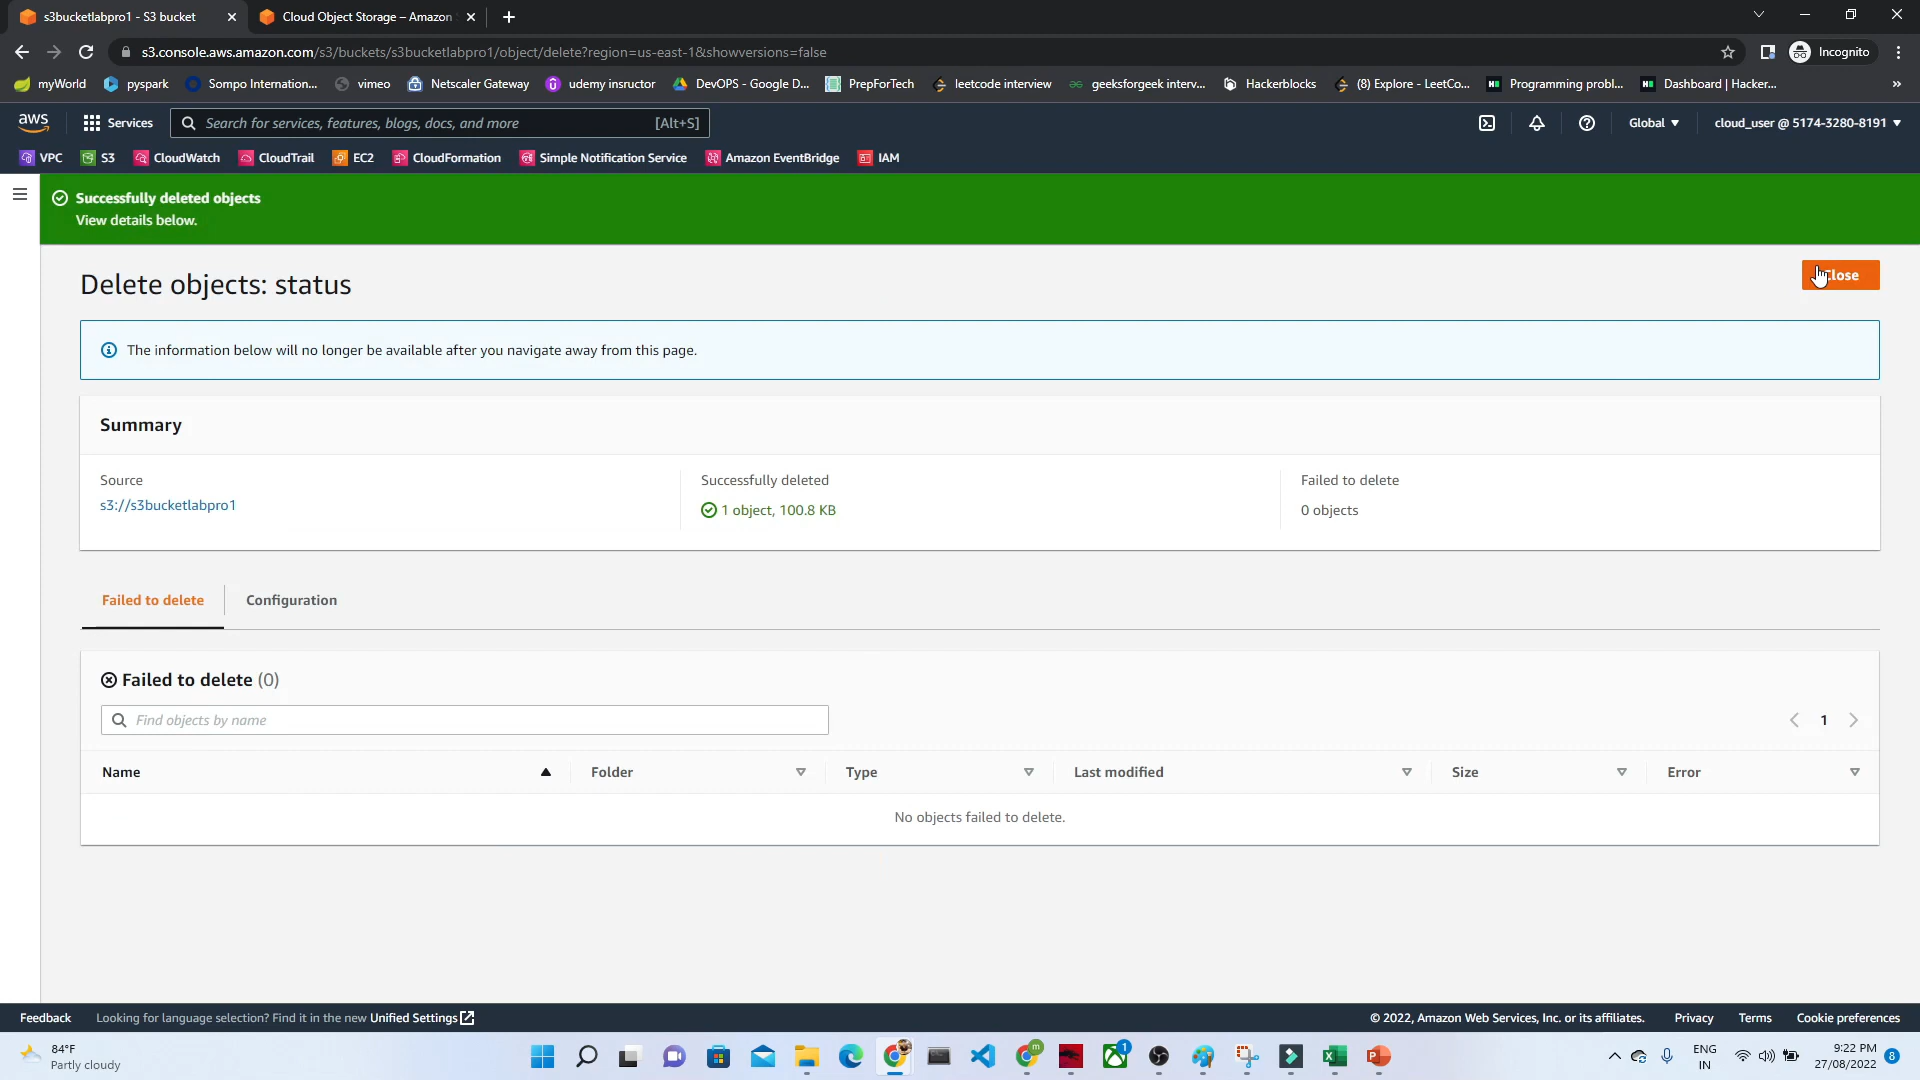 s3bucketlabpro1 - S3 bucket
Cloud Object Storage – Amazon
s3.console.aws.amazon.com/s3/buckets/s3bucketlabpro1/object/delete?region=us-east-1&showversions=false
Incognito
myWorld
pyspark
Sompo Internation...
vimeo
Netscaler Gateway
udemy insructor
DevOPS - Google D...
PrepForTech
leetcode interview
geeksforgeek interv...
Hackerblocks
(8) Explore - LeetCo...
Programming probl...
Dashboard | Hacker...
aws
Services
Search for services, features, blogs, docs, and more
[Alt+S]
Global
cloud_user @ 5174-3280-8191
VPC
S3
CloudWatch
CloudTrail
EC2
CloudFormation
Simple Notification Service
Amazon EventBridge
IAM
Successfully deleted objects
View details below.
Delete objects: status
Close
The information below will no longer be available after you navigate away from this page.
Summary
Source
s3://s3bucketlabpro1
Successfully deleted
1 object, 100.8 KB
Failed to delete
0 objects
Failed to delete
Configuration
Failed to delete (0)
Find objects by name
1
Name
Folder
Type
Last modified
Size
Error
No objects failed to delete.
Feedback
Looking for language selection? Find it in the new Unified Settings
© 2022, Amazon Web Services, Inc. or its affiliates.
Privacy
Terms
Cookie preferences
84°F
Partly cloudy
m
1
ENG
IN
9:22 PM
27/08/2022
8